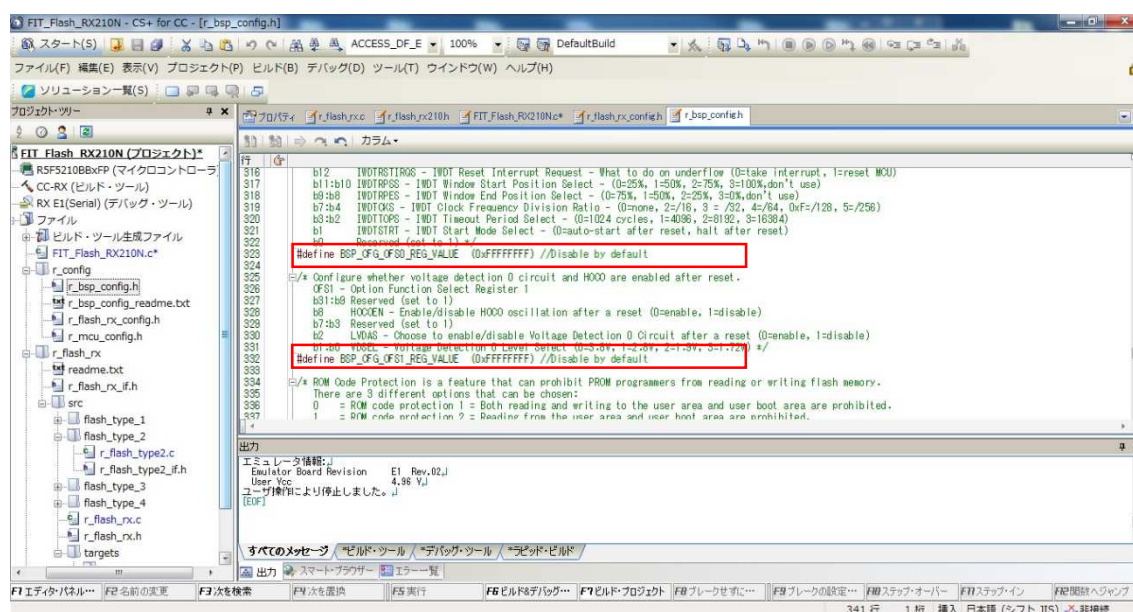 FIT_Flash_RX210N - CS+ for CC - [r_bsp_config.h]
スタート(S) ACCESS_DF_E 100% DefaultBuild
ファイル(F) 編集(E) 表示(V) プロジェクト(P) ビルド(B) デバッグ(D) ツール(T) ウインドウ(W) ヘルプ(H)
ソリューション一覧(S)
プロジェクト・ツリー
FIT_Flash_RX210N (プロジェクト)*
R5F5210BBxFP (マイクロコントローラ
CC-RX (ビルド・ツール)
RX E1(Serial) (デバッグ・ツール)
ファイル
ビルド・ツール生成ファイル
FIT_Flash_RX210N.c*
r_config
r_bsp_config.h
r_bsp_config_readme.txt
r_flash_rx_config.h
r_mcu_config.h
r_flash_rx
readme.txt
r_flash_rx_if.h
src
flash_type_1
flash_type_2
r_flash_type2.c
r_flash_type2_if.h
flash_type_3
flash_type_4
r_flash_rx.c
r_flash_rx.h
targets
プロパティ r_flash_rx.c r_flash_rx210.h FIT_Flash_RX210N.c* r_flash_rx_config.h r_bsp_config.h
カラム
行
316 b12 IWDTRSTIRQS - IWDT Reset Interrupt Request - What to do on underflow (0=take interrupt, 1=reset MCU)
317 b11:b10 IWDTRPSS - IWDT Window Start Position Select - (0=25%, 1=50%, 2=75%, 3=100%,don't use)
318 b9:b8 IWDTRPES - IWDT Window End Position Select - (0=75%, 1=50%, 2=25%, 3=0%,don't use)
319 b7:b4 IWDTCKS - IWDT Clock Frequency Division Ratio - (0=none, 2=/16, 3 = /32, 4=/64, 0xF=/128, 5=/256)
320 b3:b2 IWDTTOPS - IWDT Timeout Period Select - (0=1024 cycles, 1=4096, 2=8192, 3=16384)
321 b1 IWDTSTRT - IWDT Start Mode Select - (0=auto-start after reset, halt after reset)
322 b0 Reserved (set to 1) */
323 #define BSP_CFG_OFS0_REG_VALUE (0xFFFFFFFF) //Disable by default
324
325 /* Configure whether voltage detection 0 circuit and HOCO are enabled after reset.
326 OFS1 - Option Function Select Register 1
327 b31:b9 Reserved (set to 1)
328 b8 HOCOEN - Enable/disable HOCO oscillation after a reset (0=enable, 1=disable)
329 b7:b3 Reserved (set to 1)
330 b2 LVDAS - Choose to enable/disable Voltage Detection 0 Circuit after a reset (0=enable, 1=disable)
331 b1:b0 VDSEL - Voltage Detection 0 Level Select (0=3.8V, 1=2.8V, 2=1.9V, 3=1.72V) */
332 #define BSP_CFG_OFS1_REG_VALUE (0xFFFFFFFF) //Disable by default
333
334 /* ROM Code Protection is a feature that can prohibit PROM programmers from reading or writing flash memory.
335 There are 3 different options that can be chosen:
336 0 = ROM code protection 1 = Both reading and writing to the user area and user boot area are prohibited.
337 1 = ROM code protection 2 = Reading from the user area and user boot area are prohibited.
出力
エミュレータ情報:
Emulator Board Revision E1 Rev.02,
User Vcc 4.96 V
ユーザ操作により停止しました。
[EOF]
すべてのメッセージ *ビルド・ツール *デバッグ・ツール *ラピッド・ビルド
出力 スマート・ブラウザー エラー一覧
F1 エディタ・パネル… F2 名前の変更 F3 次を検索 F4 次を置換 F5 実行 F6 ビルド&デバッグ… F7 ビルド・プロジェクト F8 ブレークせずに… F9 ブレークの設定… F10 ステップ・オーバー F11 ステップ・イン F12 関数へジャンプ
341 行 1 桁 挿入 日本語 (シフト JIS) 非接続